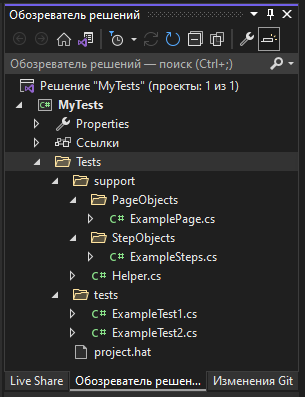 Обозреватель решений
Обозреватель решений — поиск (Ctrl+;)
Решение "MyTests" (проекты: 1 из 1)
C# MyTests
Properties
Ссылки
Tests
support
PageObjects
C# ExamplePage.cs
StepObjects
C# ExampleSteps.cs
C# Helper.cs
tests
C# ExampleTest1.cs
C# ExampleTest2.cs
project.hat
Live Share Обозреватель решен... Изменения Git